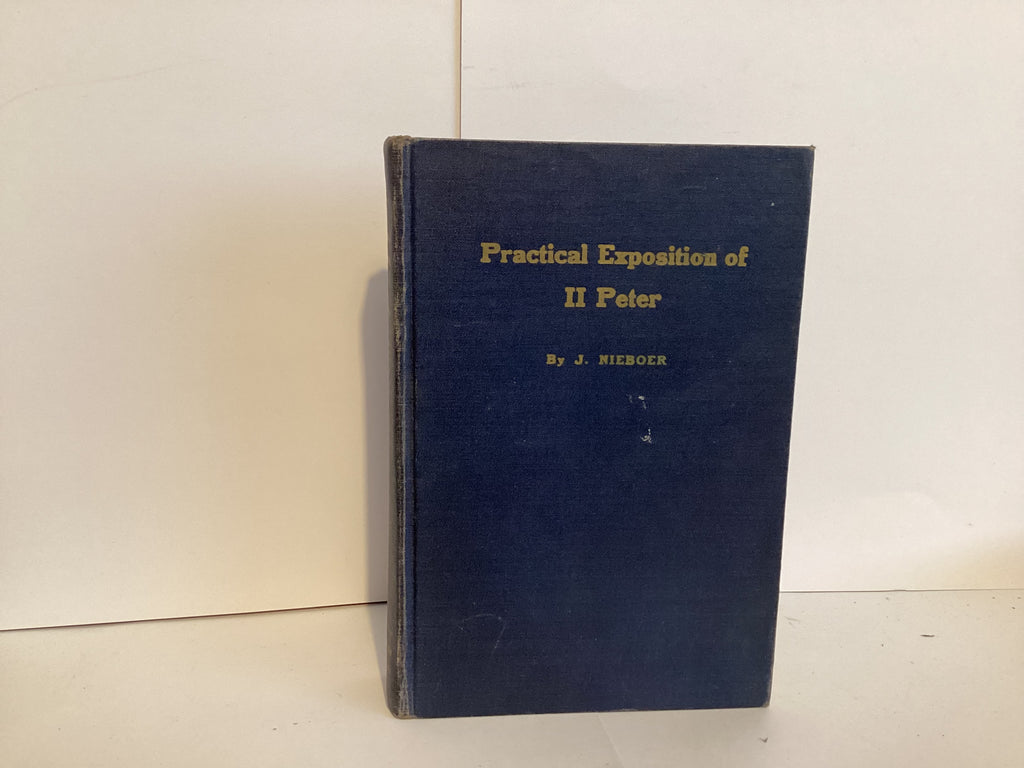 Practical Exposition of
II Peter
By J. NIEBOER